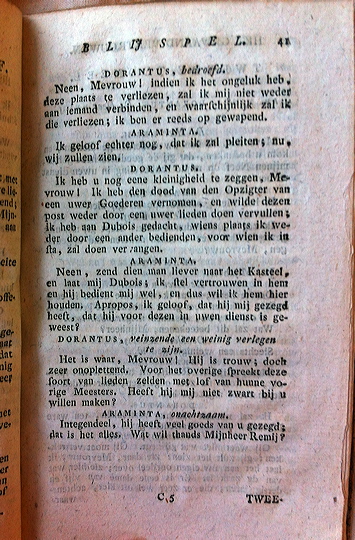 BLIJSPEL. 41
DORANTUS, bedroefd.
Neen, Mevrouw! indien ik het ongeluk heb,
deze plaats te verliezen, zal ik mij niet weder
aan iemand verbinden, en waarschijnlijk zal ik
die verliezen; ik ben er reeds op gewapend.
ARAMINTA.
Ik geloof echter nog, dat ik zal pleiten; nu,
wij zullen zien.
DORANTUS.
Ik heb u nog eene kleinigheid te zeggen, Me-
vrouw! Ik heb den dood van den Opzigter van
een uwer Goederen vernomen, en wilde dezen
post weder door een uwer lieden doen vervullen;
ik heb aan Dubois gedacht, wiens plaats ik we-
der door een ander bedienden, voor wien ik in
sta, zal doen vervangen.
ARAMINTA.
Neen, zend dien man liever naar het Kasteel,
en laat mij Dubois; ik stel vertrouwen in hem
en hij bedient mij wel, en dus wil ik hem hier
houden. Apropos, ik geloof, dat hij mij gezegd
heeft, dat hij voor dezen in uwen dienst is ge-
weest?
DORANTUS, veinzende een weinig verlegen
te zijn.
Het is waar, Mevrouw! Hij is trouw; doch
zeer onoplettend. Voor het overige spreekt deze
soort van lieden zelden met lof van hunne vo-
rige Meesters. Heeft hij mij niet zwart bij u
willen maken?
ARAMINTA, onachtzaam.
Integendeel, hij heeft veel goeds van u gezegd;
dat is het alles. Wat wil thands Mijnheer Remij?
C 5 TWEE-